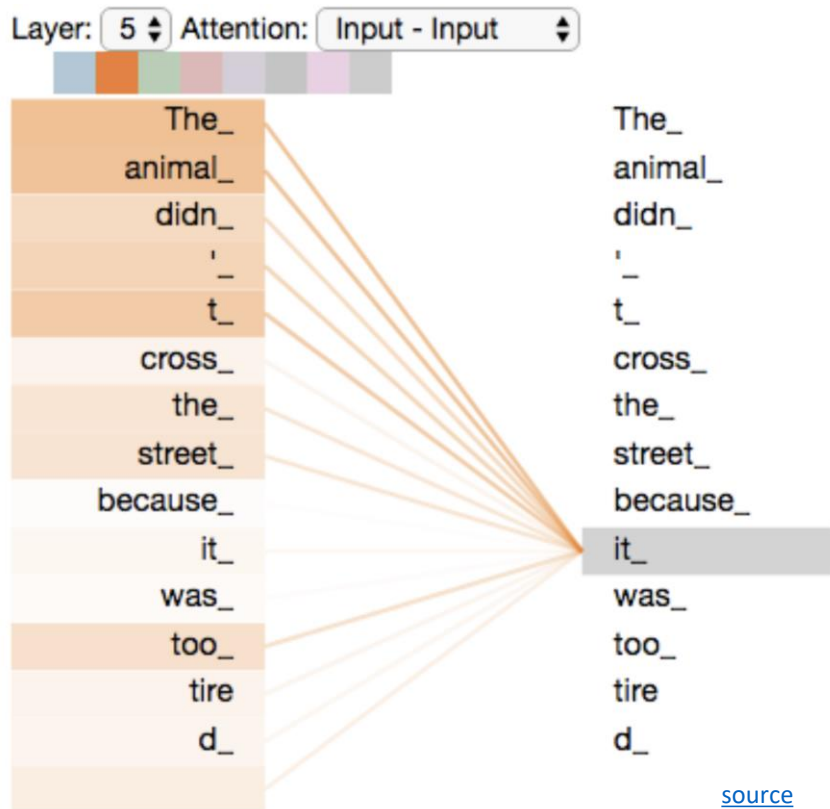 Layer: 5 Attention: Input - Input
The_ The_
animal_ animal_
didn_ didn_
'_ '_
t_ t_
cross_ cross_
the_ the_
street_ street_
because_ because_
it_ it_
was_ was_
too_ too_
tire tire
d_ d_
source